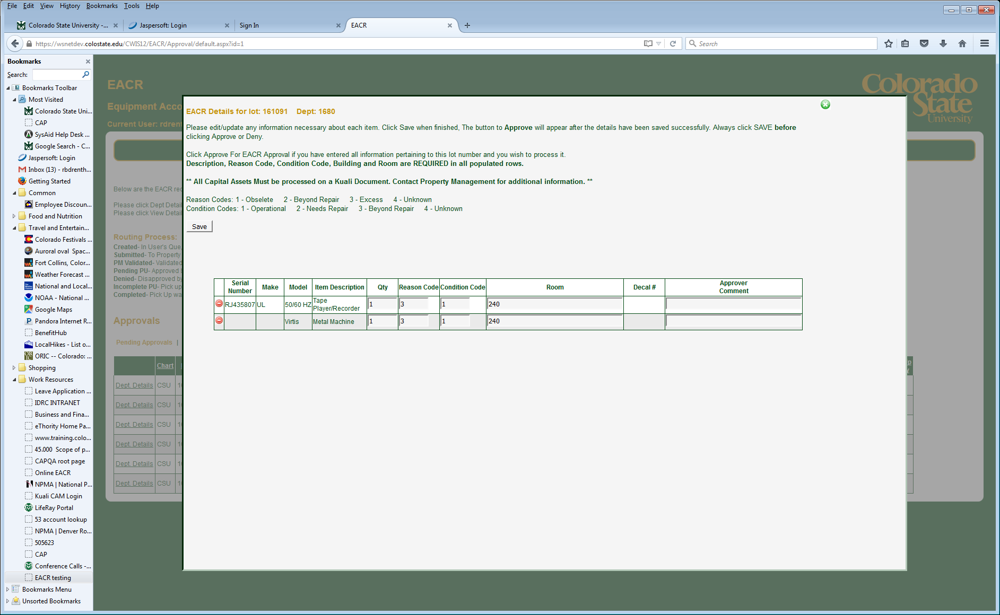 File Edit View History Bookmarks Tools Help
Colorado State University -... Jaspersoft: Login Sign In EACR
https://wsnetdev.colostate.edu/CWIS12/EACR/Approval/default.aspx?id=1 Search
Bookmarks
Search:
Bookmarks Toolbar
Most Visited
Colorado State Uni...
CAP
SysAid Help Desk ...
Google Search - C...
Jaspersoft: Login
Inbox (13) - rbdrenth...
Getting Started
Common
Employee Discoun...
Food and Nutrition
Travel and Entertain...
Colorado Festivals ...
Auroral oval Spac...
Fort Collins, Color...
Weather Forecast ...
National and Local...
NOAA - National ...
Google Maps
Pandora Internet R...
BenefitHub
LocalHikes - List o...
ORIC -- Colorado: ...
Shopping
Work Resources
Leave Application ...
IDRC INTRANET
Business and Fina...
eThority Home Pa...
www.training.colo...
45.000 Scope of p...
CAPQA root page
Online EACR
NPMA | National P...
Kuali CAM Login
LifeRay Portal
53 account lookup
NPMA | Denver Ro...
505623
CAP
Conference Calls -...
EACR testing
Bookmarks Menu
Unsorted Bookmarks
EACR
Equipment Acco
Current User: rdrent
Colorado
State
University
Below are the EACR rec
Please click Dept Detail
Please click View Detail
Routing Process:
Created- In User's Que
Submitted- To Property
PM Validated- Validated
Pending PU- Approved
Denied- Disapproved by
Incomplete PU- Pick up
Completed- Pick Up wa
Approvals
Pending Approvals |
Chart
Dept. Details CSU
Dept. Details CSU
Dept. Details CSU
Dept. Details CSU
Dept. Details CSU
Dept. Details CSU
EACR Details for lot: 161091 Dept: 1680
Please edit/update any information necessary about each item. Click Save when finished, The button to Approve will appear after the details have been saved successfully. Always click SAVE before
clicking Approve or Deny.
Click Approve For EACR Approval if you have entered all information pertaining to this lot number and you wish to process it.
Description, Reason Code, Condition Code, Building and Room are REQUIRED in all populated rows.
** All Capital Assets Must be processed on a Kuali Document. Contact Property Management for additional information. **
Reason Codes: 1 - Obselete 2 - Beyond Repair 3 - Excess 4 - Unknown
Condition Codes: 1 - Operational 2 - Needs Repair 3 - Beyond Repair 4 - Unknown
Save
Serial Number Make Model Item Description Qty Reason Code Condition Code Room Decal # Approver Comment
RJ435807 UL 50/60 HZ Tape Player/Recorder 1 3 1 240
Virtis Metal Machine 1 3 1 240